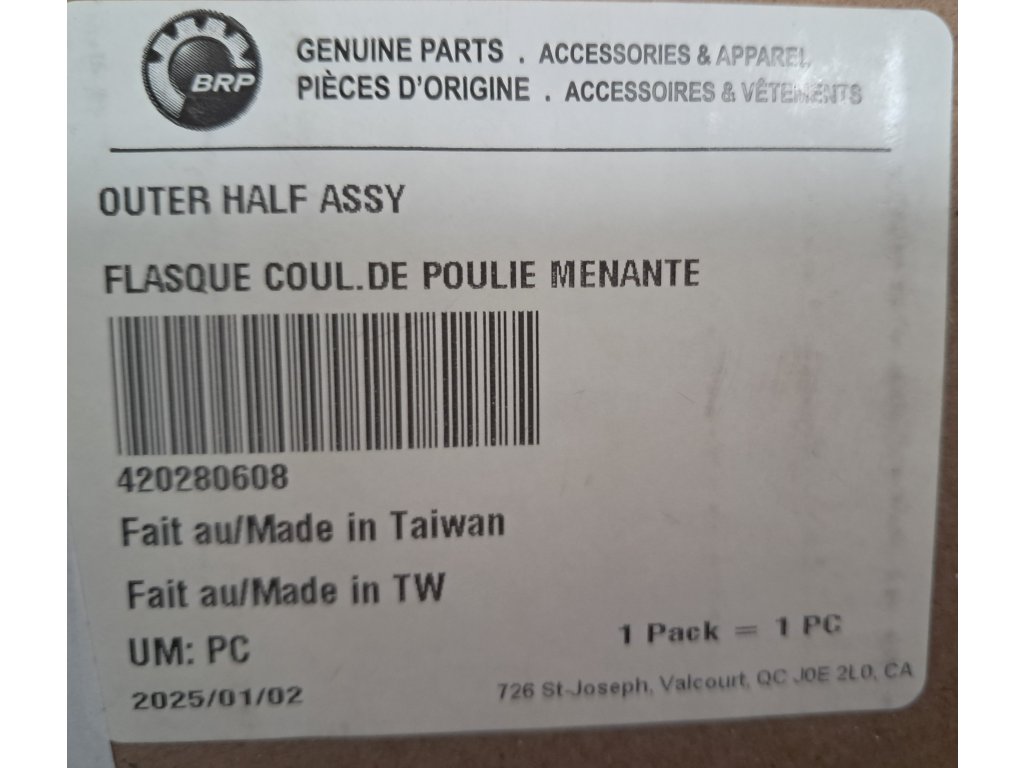 BRP
GENUINE PARTS . ACCESSORIES & APPAREL
PIÈCES D'ORIGINE . ACCESSOIRES & VÊTEMENTS
OUTER HALF ASSY
FLASQUE COUL.DE POULIE MENANTE
420280608
Fait au/Made in Taiwan
Fait au/Made in TW
UM: PC
1 Pack = 1 PC
2025/01/02
726 St-Joseph, Valcourt, QC J0E 2L0, CA